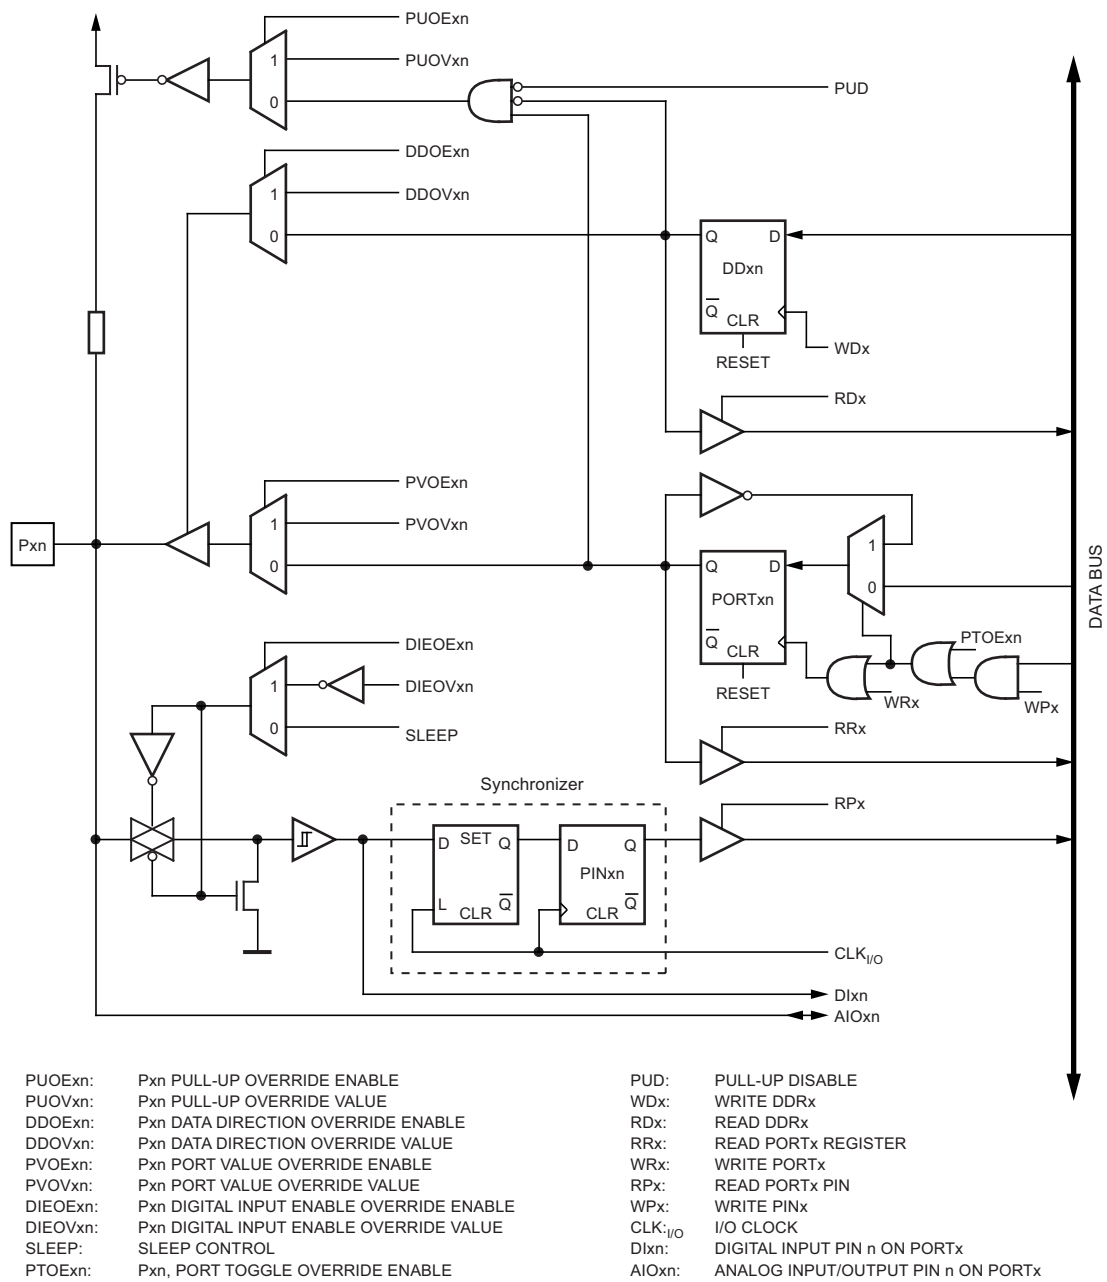 PUOExn
1
PUOVxn
0
PUD
DDOExn
1
DDOVxn
0
Q D
DDxn
Q
CLR
RESET
WDx
RDx
PVOExn
1
PVOVxn
0
Pxn
1
0
Q D
PORTxn
Q
CLR
RESET
PTOExn
WRx
WPx
DATA BUS
DIEOExn
1
DIEOVxn
0
SLEEP
RRx
Synchronizer
RPx
D SET Q
L
CLR Q
D Q
PINxn
CLR Q
CLKI/O
DIxn
AIOxn
PUOExn: Pxn PULL-UP OVERRIDE ENABLE
PUOVxn: Pxn PULL-UP OVERRIDE VALUE
DDOExn: Pxn DATA DIRECTION OVERRIDE ENABLE
DDOVxn: Pxn DATA DIRECTION OVERRIDE VALUE
PVOExn: Pxn PORT VALUE OVERRIDE ENABLE
PVOVxn: Pxn PORT VALUE OVERRIDE VALUE
DIEOExn: Pxn DIGITAL INPUT ENABLE OVERRIDE ENABLE
DIEOVxn: Pxn DIGITAL INPUT ENABLE OVERRIDE VALUE
SLEEP: SLEEP CONTROL
PTOExn: Pxn, PORT TOGGLE OVERRIDE ENABLE
PUD: PULL-UP DISABLE
WDx: WRITE DDRx
RDx: READ DDRx
RRx: READ PORTx REGISTER
WRx: WRITE PORTx
RPx: READ PORTx PIN
WPx: WRITE PINx
CLK:I/O I/O CLOCK
DIxn: DIGITAL INPUT PIN n ON PORTx
AIOxn: ANALOG INPUT/OUTPUT PIN n ON PORTx